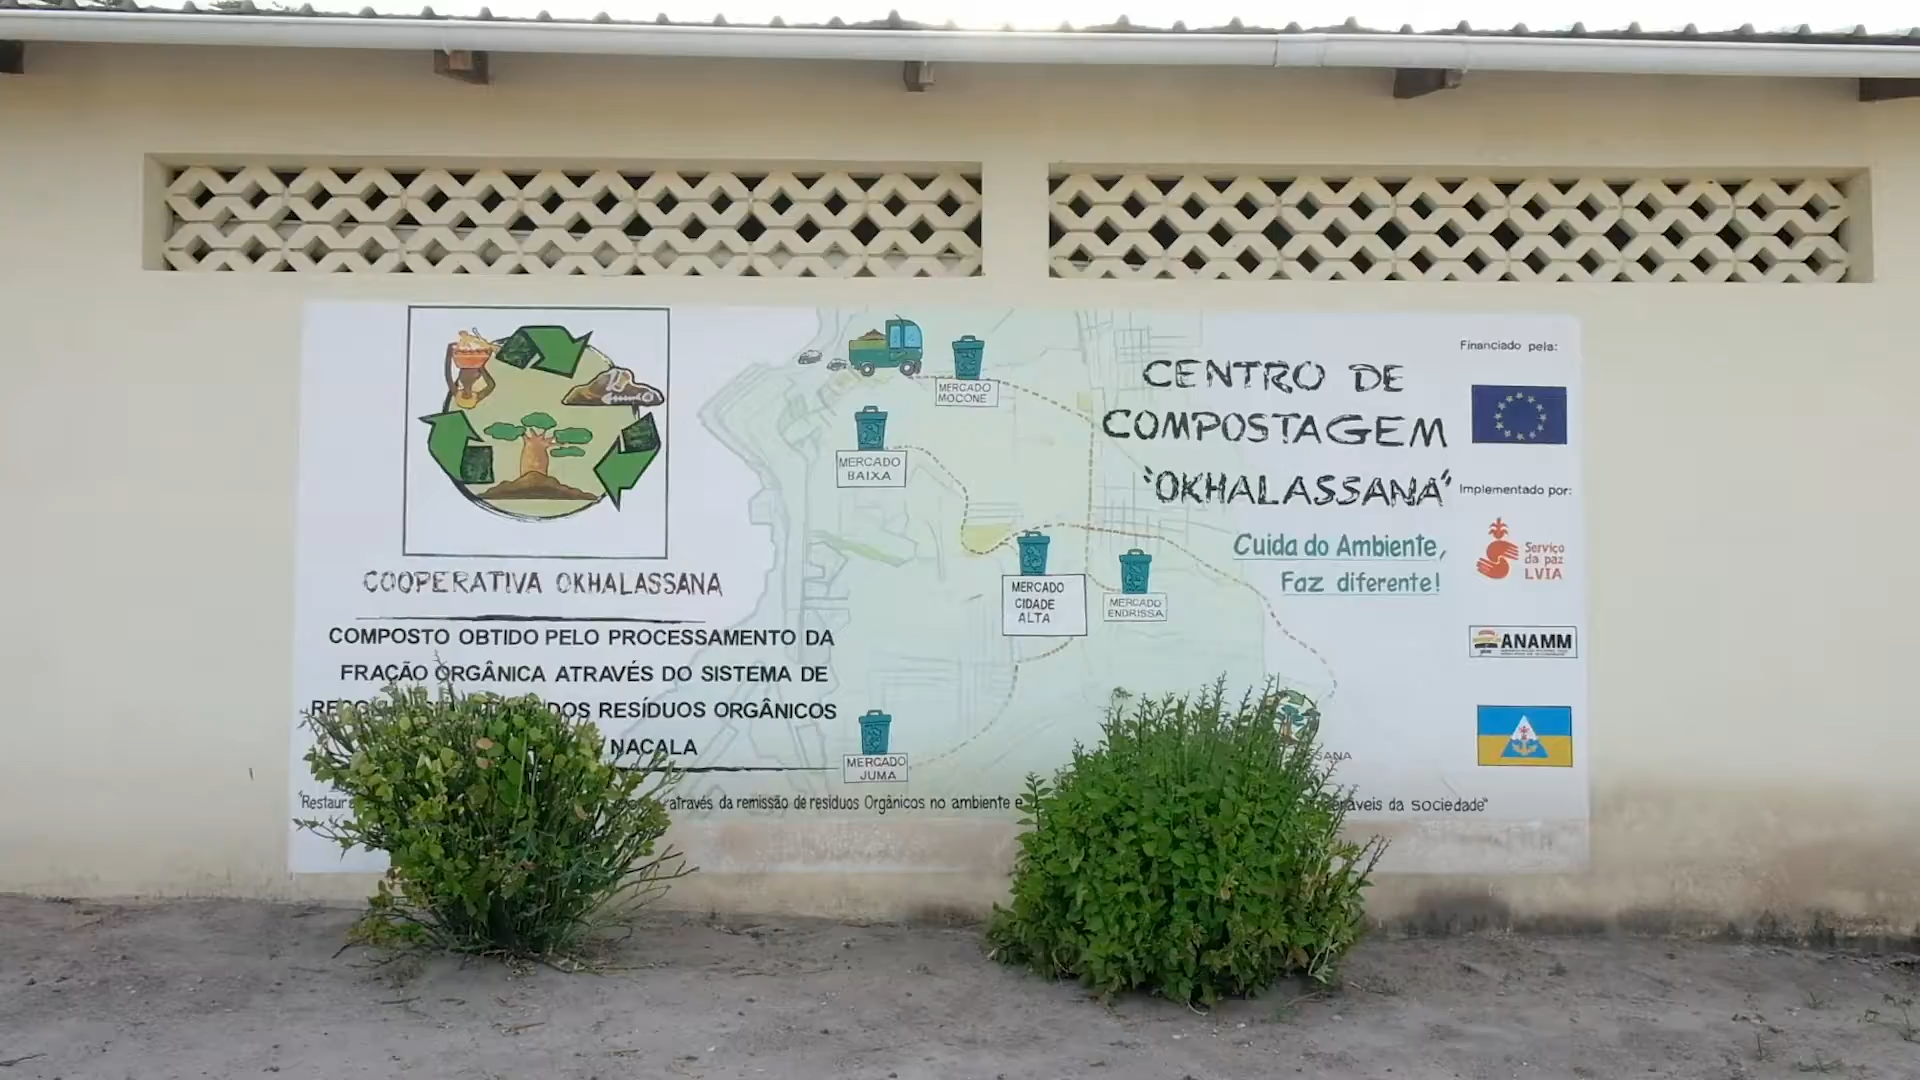 COOPERATIVA OKHALASSANA
COMPOSTO OBTIDO PELO PROCESSAMENTO DA
FRAÇÃO ORGÂNICA ATRAVÉS DO SISTEMA DE
DOS RESÍDUOS ORGÂNICOS
NACALA
MERCADO
MOCONE
MERCADO
BAIXA
MERCADO
CIDADE
ALTA
MERCADO
ENDRISSA
MERCADO
JUMA
CENTRO DE
COMPOSTAGEM
"OKHALASSANA"
Cuida do Ambiente,
Faz diferente!
Financiado pela:
Implementado por:
Serviço
da paz
LVIA
ANAMM
através da remissão de residuos Orgânicos no ambiente e
da sociedade"